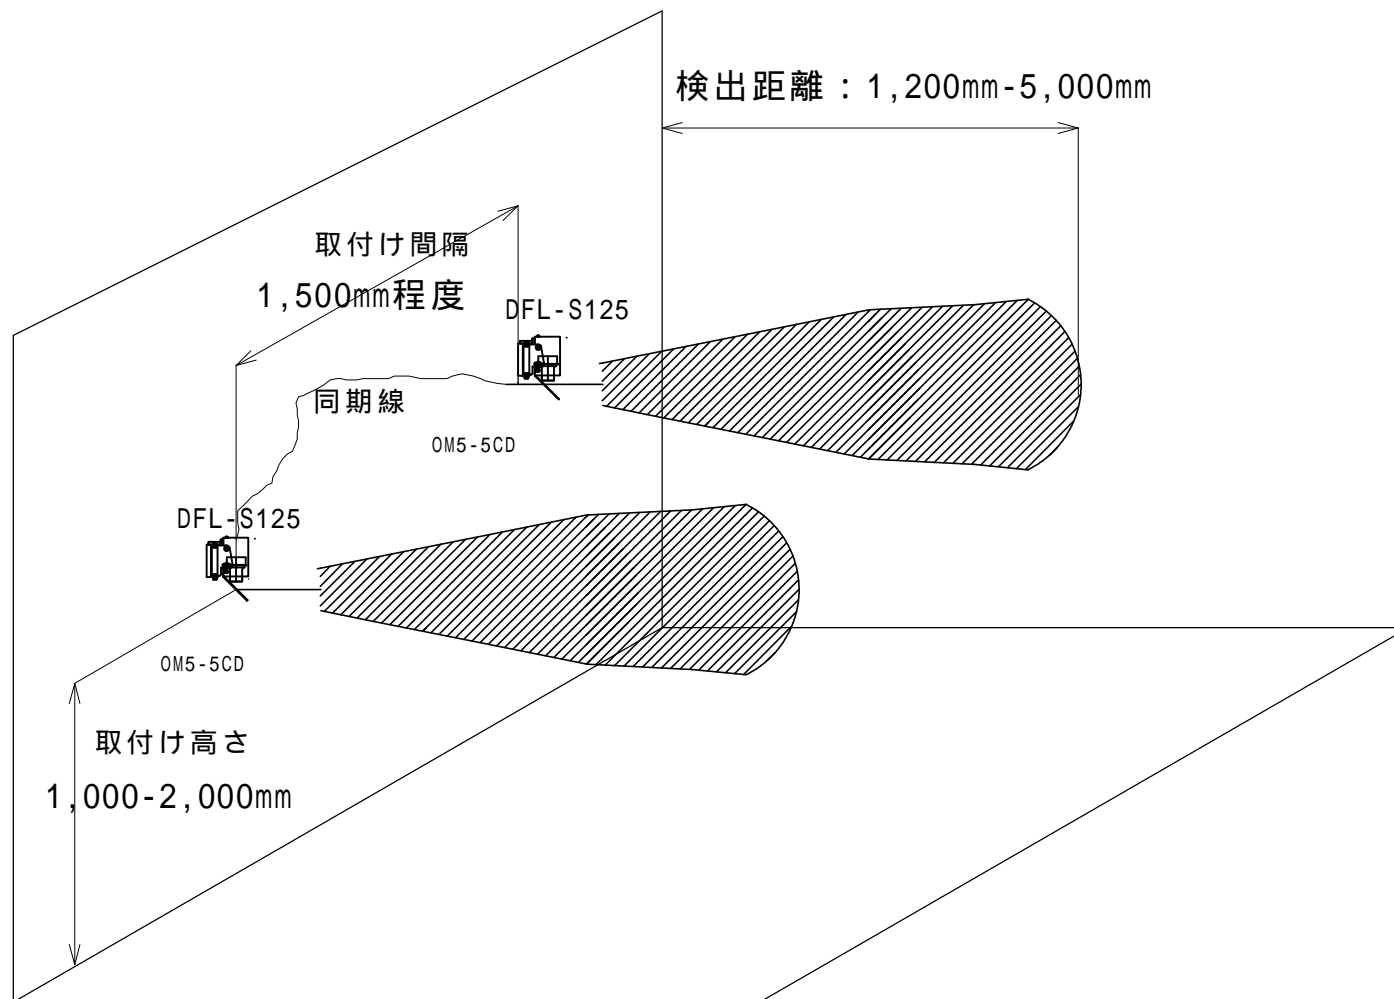 検出距離：1,200㎜-5,000㎜
取付け間隔
1,500㎜程度
DFL-S125
同期線
OM5-5CD
DFL-S125
OM5-5CD
取付け高さ
1,000-2,000㎜